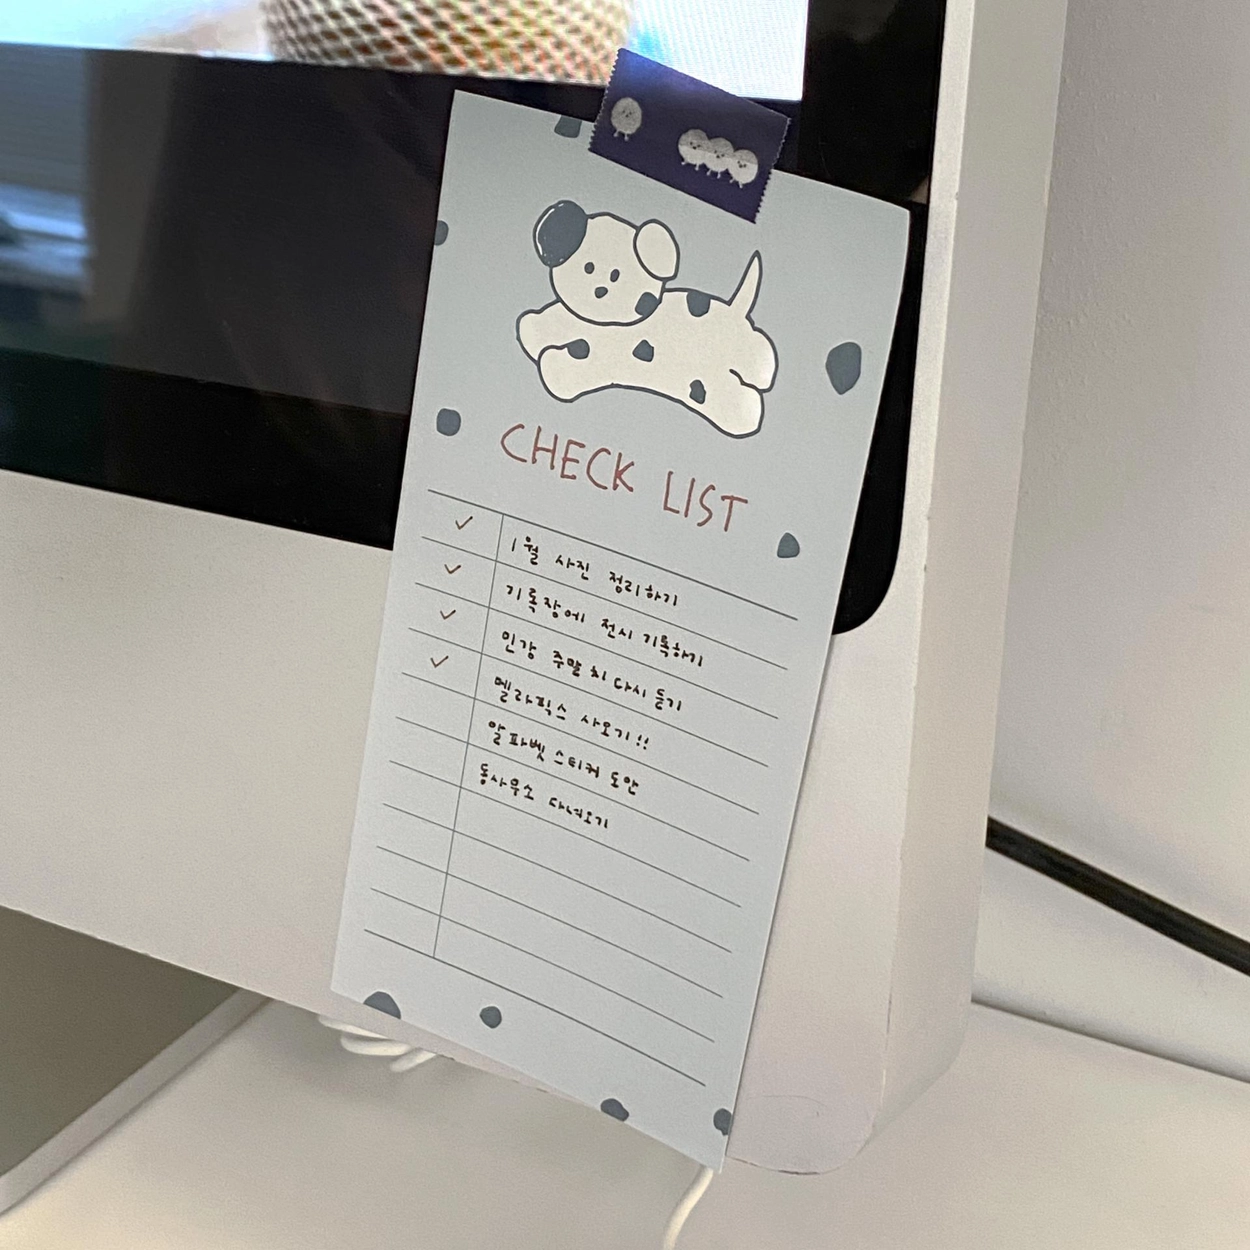 CHECK LIST
✓ 1월 사진 정리하기
✓ 기록장에 전시 기록하기
✓ 인강 주말치 다시 듣기
✓ 멜라픽스 사오기!!
알파벳 스티커 도안
동사무소 다녀오기